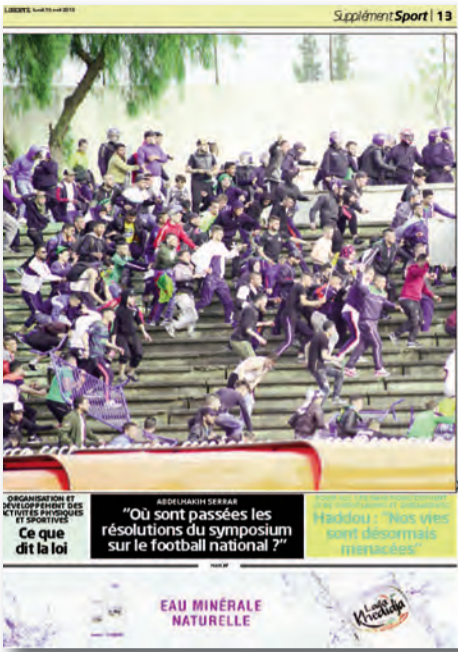 Supplément Sport | 13
ORGANISATION ET
DÉVELOPPEMENT DES
ACTIVITÉS PHYSIQUES
ET SPORTIVES
Ce que
dit la loi
ABDELHAKIM SERRAR
"Où sont passées les
résolutions du symposium
sur le football national ?"
Haddou : "Nos vies
sont désormais
menacées"
EAU MINÉRALE
NATURELLE
Lalla
Khedidja